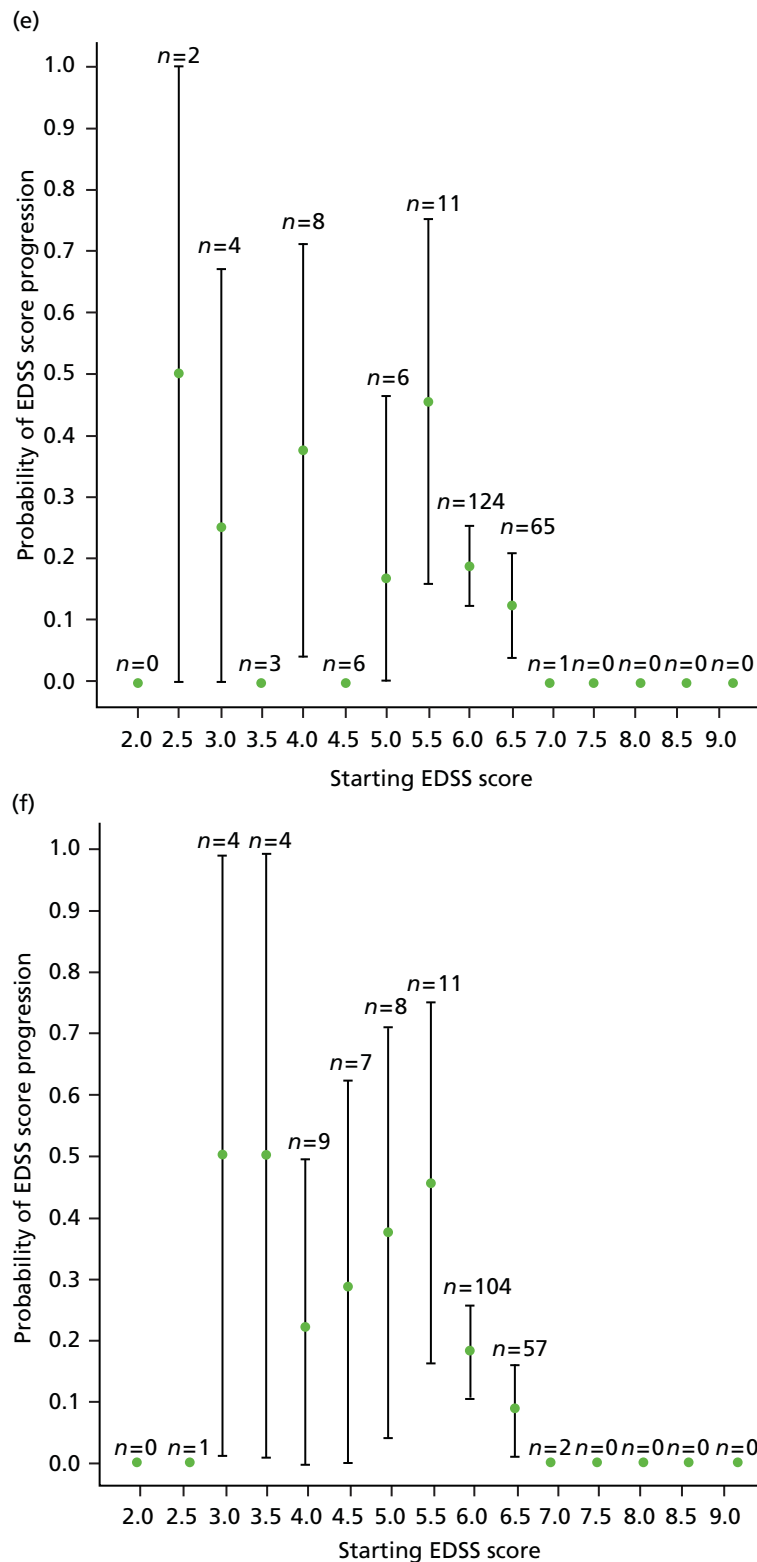 (e)
Probability of EDSS score progression
1.0
0.9
0.8
0.7
0.6
0.5
0.4
0.3
0.2
0.1
0.0
n=2
n=4
n=8
n=11
n=6
n=124
n=65
n=0
n=3
n=6
n=1
n=0
n=0
n=0
n=0
2.0 2.5 3.0 3.5 4.0 4.5 5.0 5.5 6.0 6.5 7.0 7.5 8.0 8.5 9.0
Starting EDSS score
(f)
Probability of EDSS score progression
1.0
0.9
0.8
0.7
0.6
0.5
0.4
0.3
0.2
0.1
0.0
n=4
n=4
n=9
n=7
n=8
n=11
n=104
n=57
n=0
n=1
n=2
n=0
n=0
n=0
n=0
2.0 2.5 3.0 3.5 4.0 4.5 5.0 5.5 6.0 6.5 7.0 7.5 8.0 8.5 9.0
Starting EDSS score